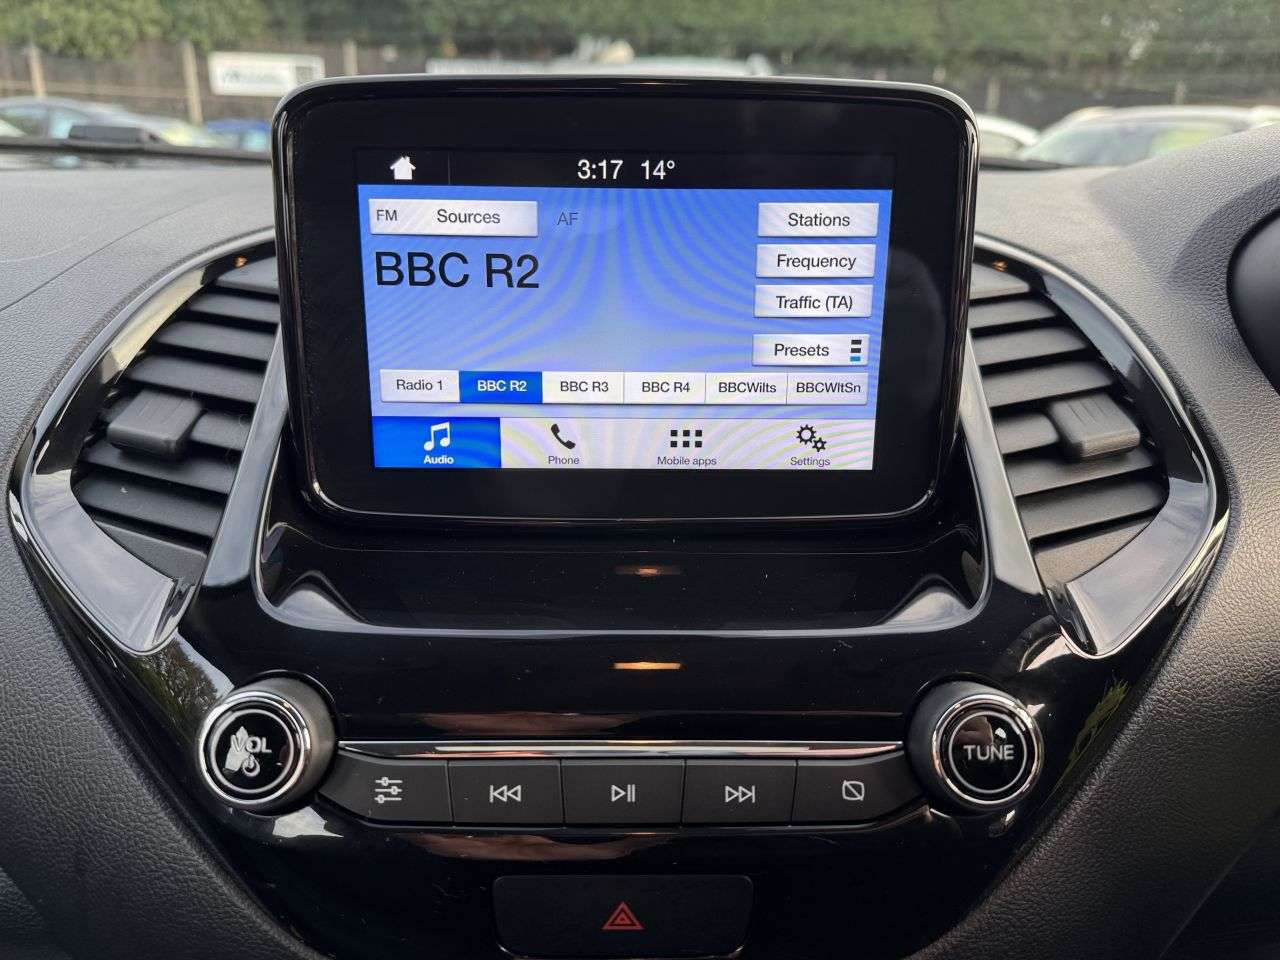 3:17 14°
FM Sources AF
Stations
BBC R2
Frequency
Traffic (TA)
Presets
Radio 1 BBC R2 BBC R3 BBC R4 BBCWilts BBCWltSn
Audio Phone Mobile apps Settings
VOL
TUNE